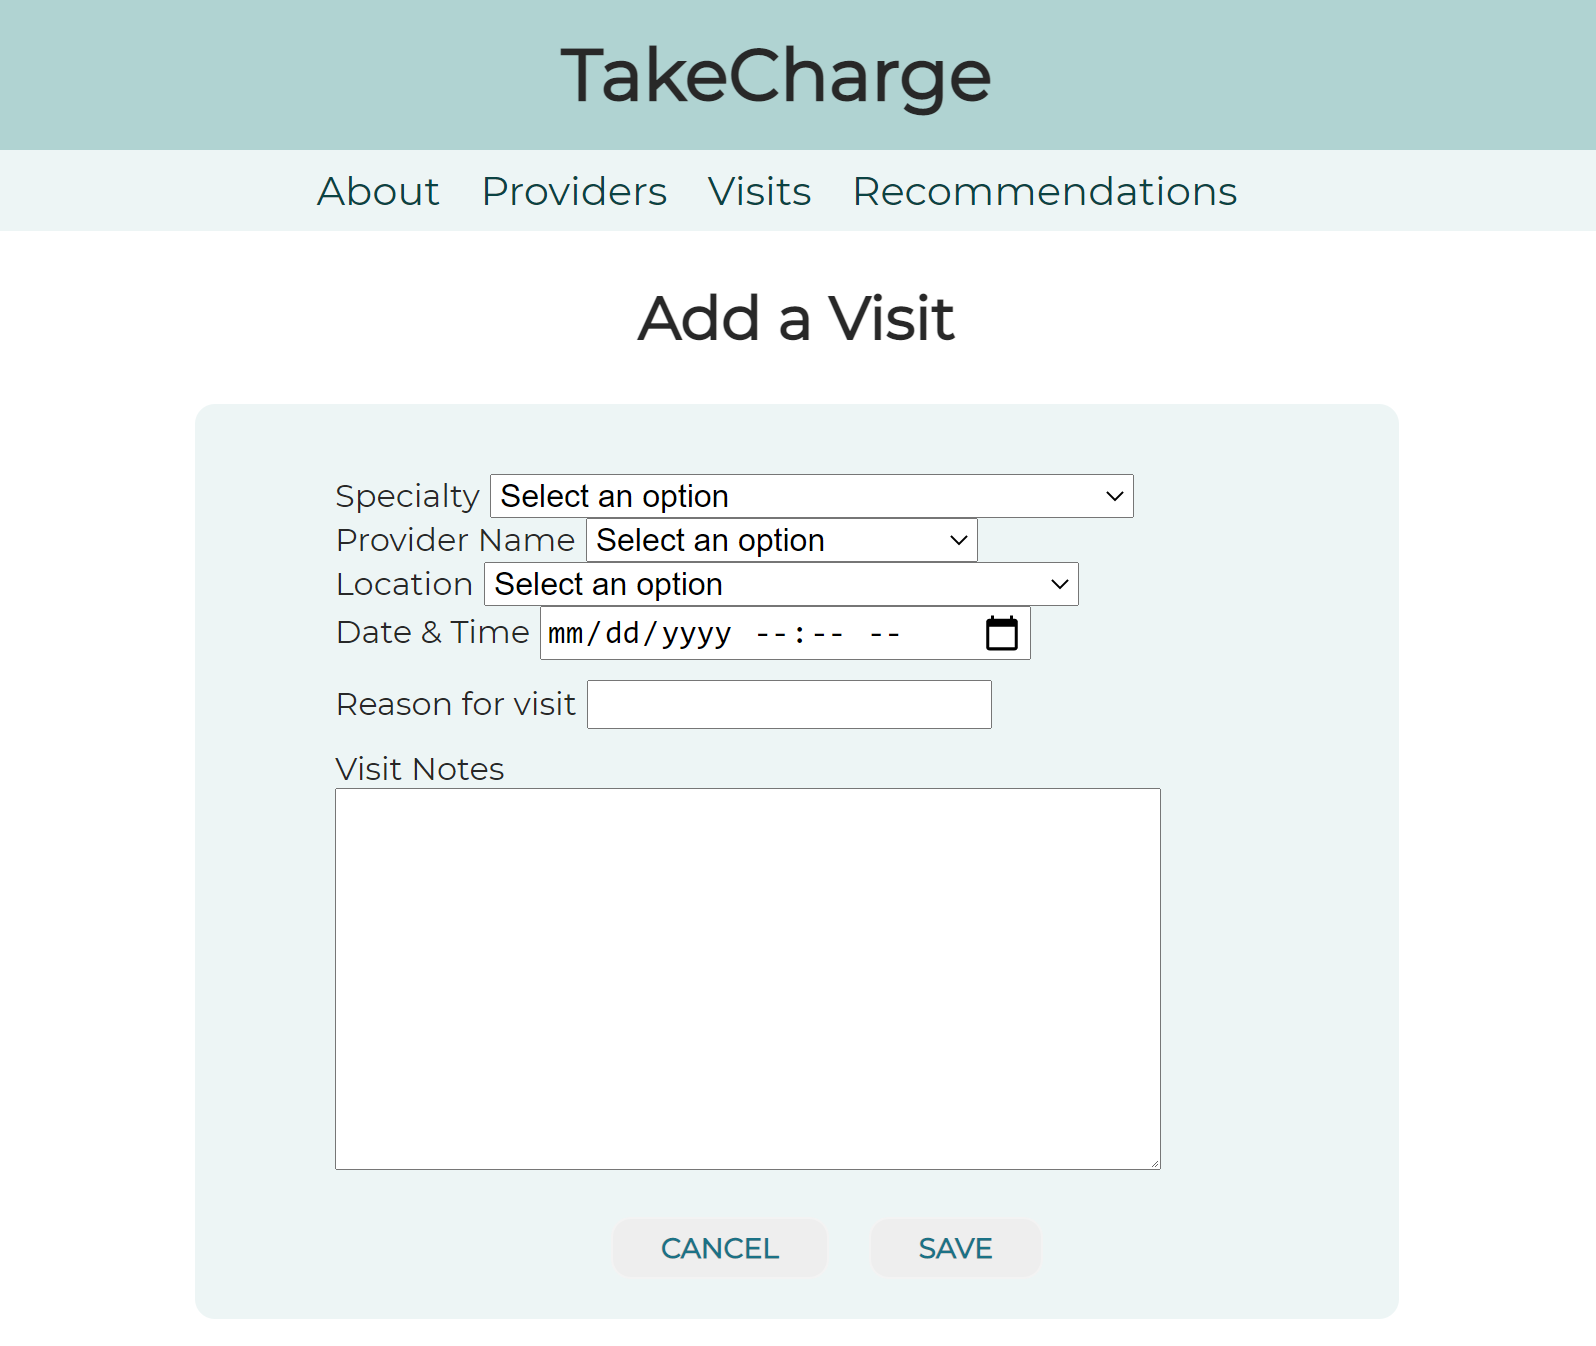 TakeCharge
About Providers Visits Recommendations
Add a Visit
Specialty Select an option
Provider Name Select an option
Location Select an option
Date & Time mm/dd/yyyy --:-- --
Reason for visit
Visit Notes
CANCEL SAVE